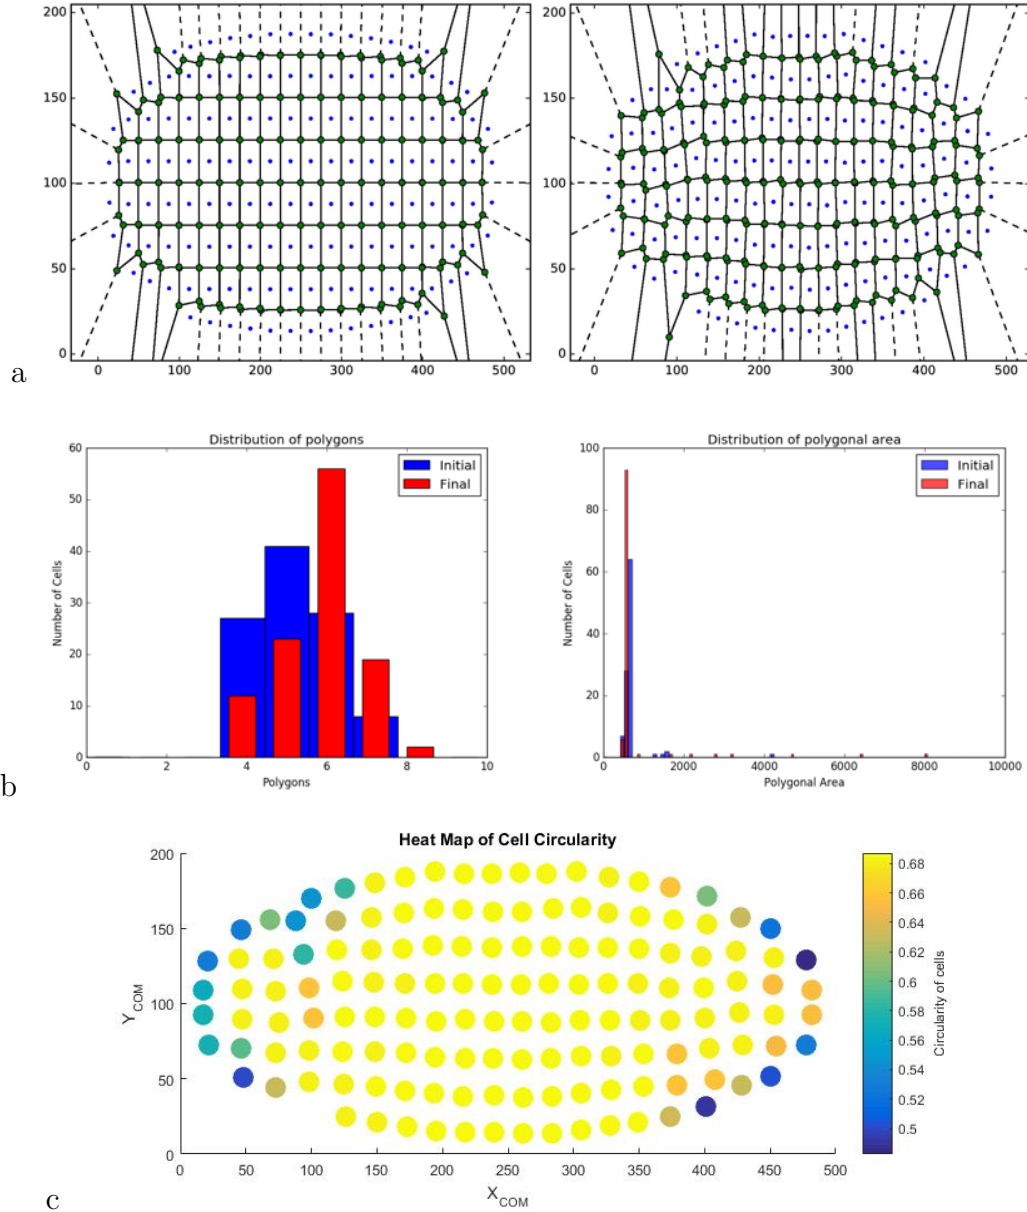 200
150
100
50
0
0 100 200 300 400 500
200
150
100
50
0
0 100 200 300 400 500
a
Distribution of polygons
Number of Cells
60
50
40
30
20
10
0
Initial
Final
0 2 4 6 8 10
Polygons
Distribution of polygonal area
Number of Cells
100
80
60
40
20
0
Initial
Final
0 2000 4000 6000 8000 10000
Polygonal Area
b
Heat Map of Cell Circularity
Y_COM
200
150
100
50
0
0 50 100 150 200 250 300 350 400 450 500
X_COM
0.68
0.66
0.64
0.62
0.6
0.58
0.56
0.54
0.52
0.5
Circularity of cells
c